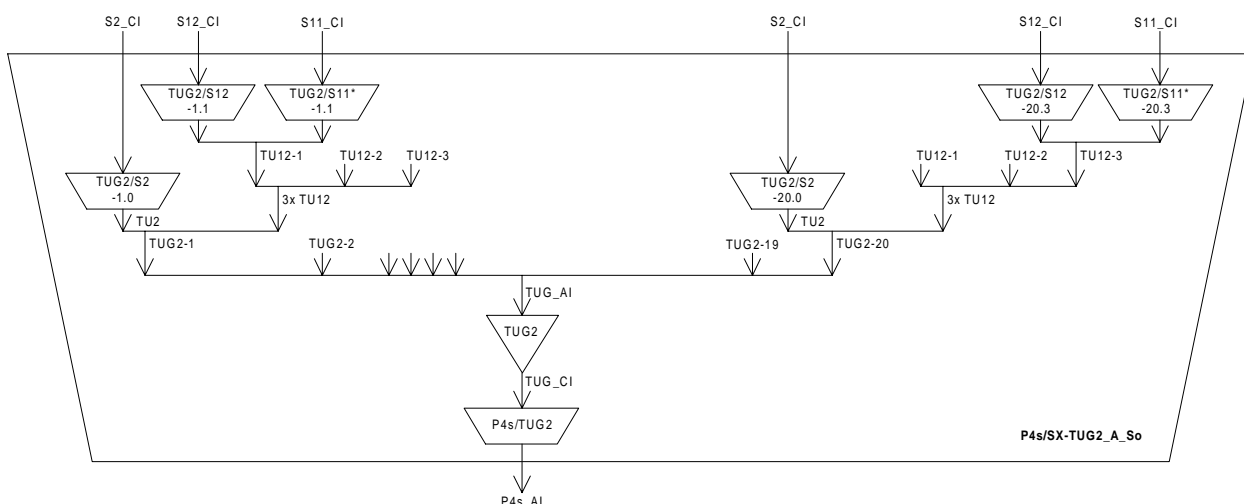 S2_CI
S12_CI
S11_CI
S2_CI
S12_CI
S11_CI
TUG2/S12
-1.1
TUG2/S11*
-1.1
TUG2/S12
-20.3
TUG2/S11*
-20.3
TU12-1
TU12-2
TU12-3
TU12-1
TU12-2
TU12-3
TUG2/S2
-1.0
3x TU12
TUG2/S2
-20.0
3x TU12
TU2
TU2
TUG2-1
TUG2-2
TUG2-19
TUG2-20
TUG_AI
TUG2
TUG_CI
P4s/TUG2
P4s/SX-TUG2_A_So
P4s_AI